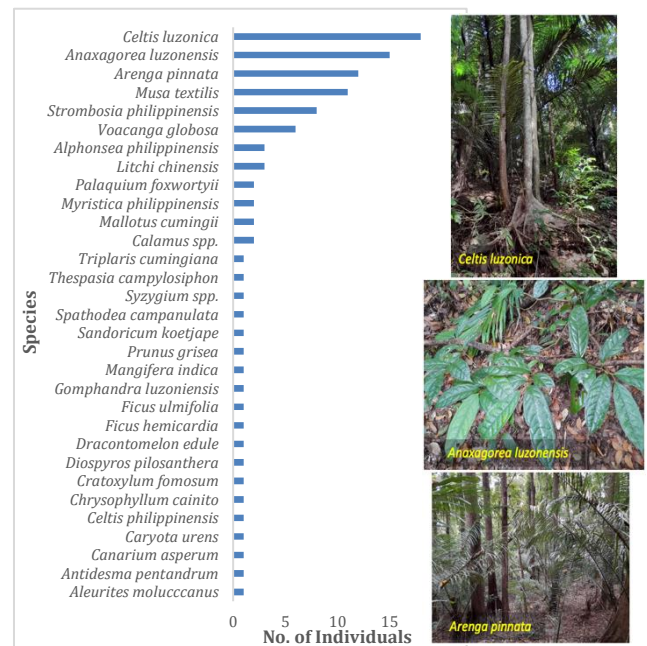 Celtis luzonica
Anaxagorea luzonensis
Arenga pinnata
Musa textilis
Strombosia philippinensis
Voacanga globosa
Alphonsea philippinensis
Litchi chinensis
Palaquium foxwortyii
Myristica philippinensis
Mallotus cumingii
Calamus spp.
Triplaris cumingiana
Thespasia campylosiphon
Syzygium spp.
Spathodea campanulata
Sandoricum koetjape
Prunus grisea
Mangifera indica
Gomphandra luzoniensis
Ficus ulmifolia
Ficus hemicardia
Dracontomelon edule
Diospyros pilosanthera
Cratoxylum fomosum
Chrysophyllum cainito
Celtis philippinensis
Caryota urens
Canarium asperum
Antidesma pentandrum
Aleurites molucccanus
Species
0 5 10 15
No. of Individuals
Celtis luzonica
Anaxagorea luzonensis
Arenga pinnata